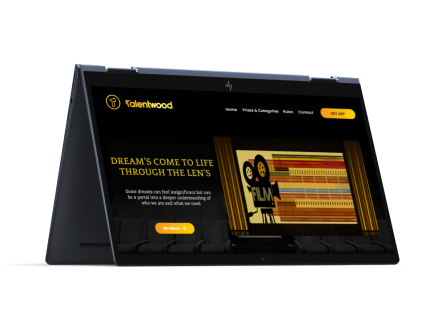 hp
Talentwood
Home Prizes & Categories Rules Contact GET APP
DREAM'S COME TO LIFE
THROUGH THE LEN'S
Some dreams can feel insignificant but can
be a portal into a deeper understanding of
who we are and what we need.
FILM